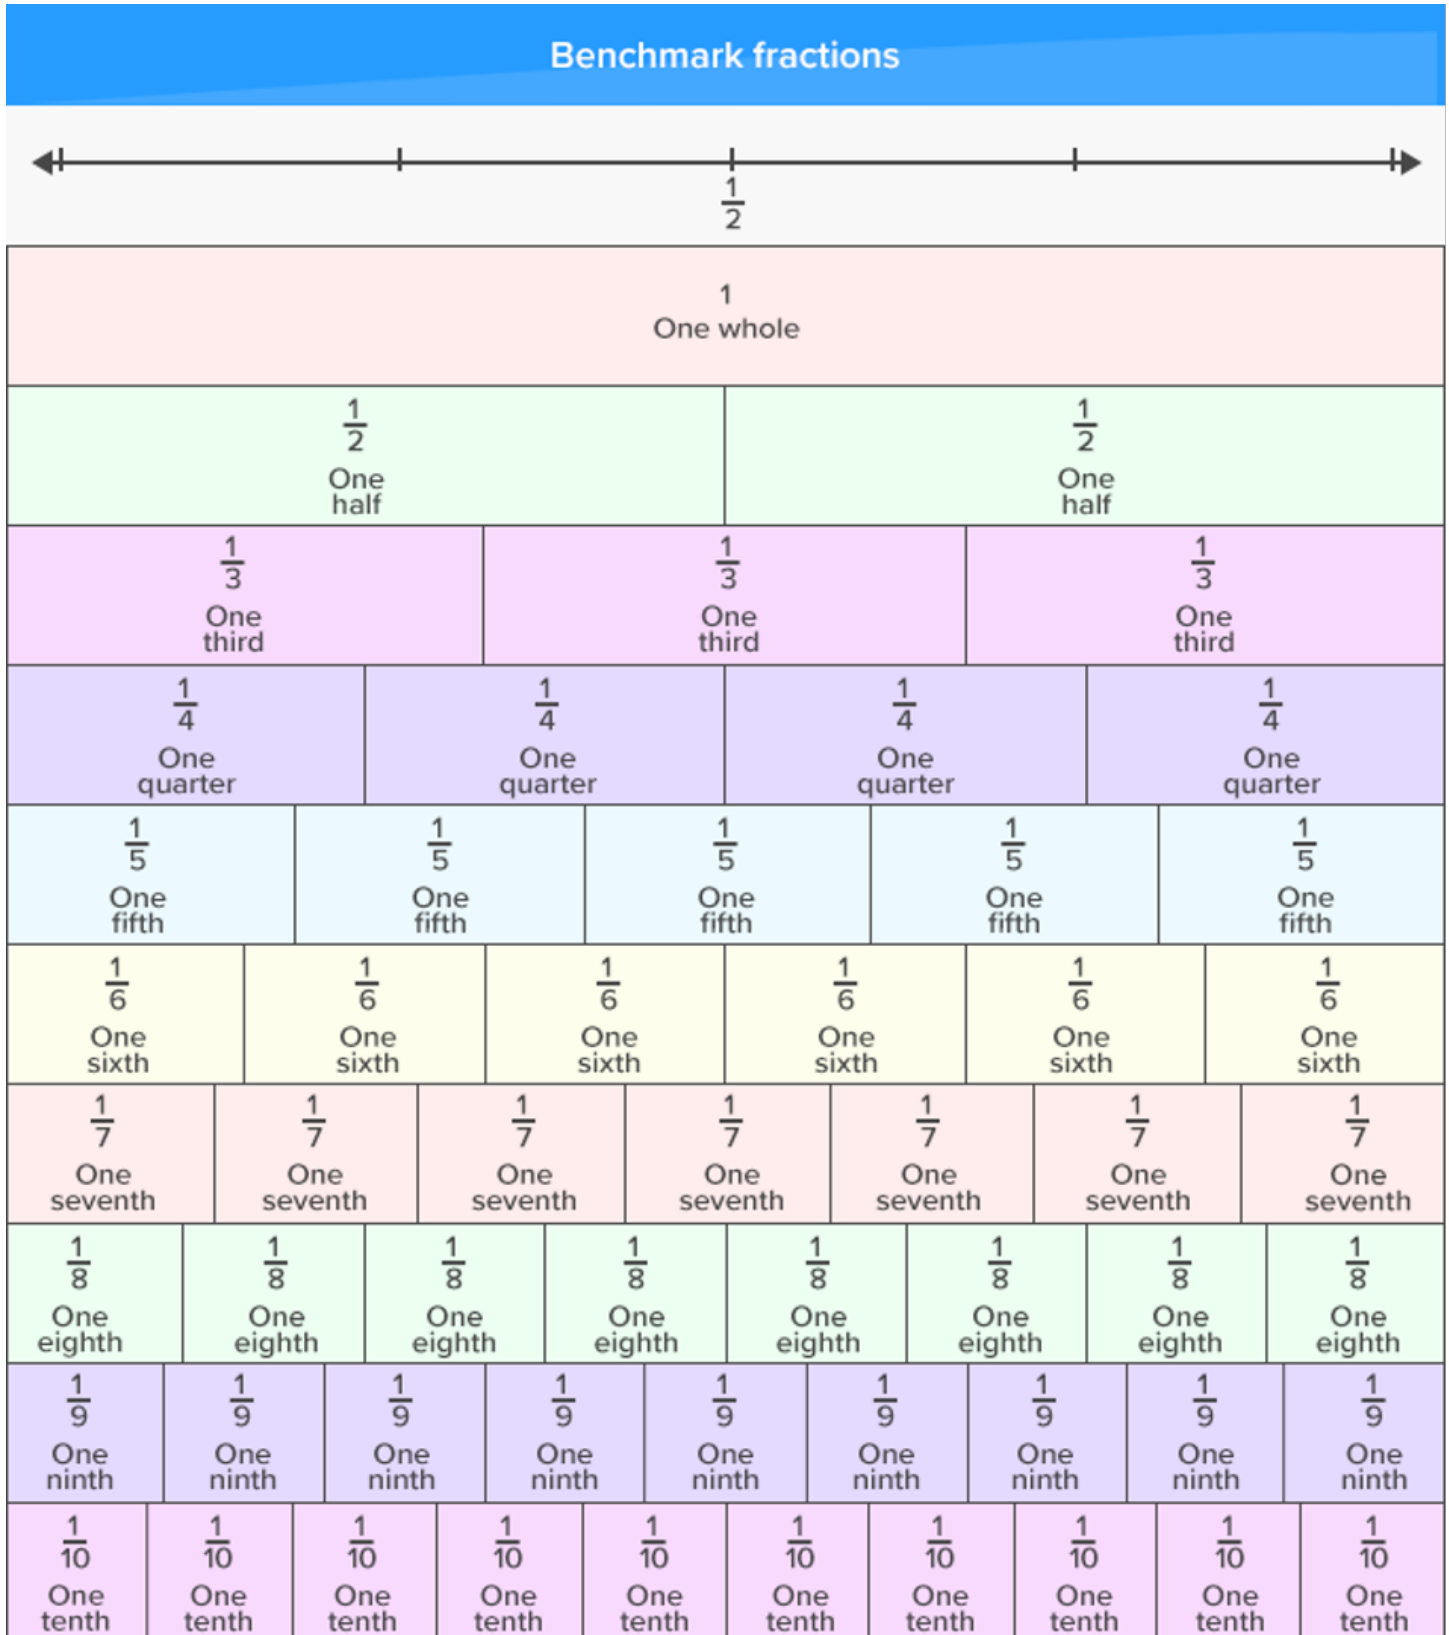 Benchmark fractions
1/2
1
One whole
1/2 1/2
One One
half half
1/3 1/3 1/3
One One One
third third third
1/4 1/4 1/4 1/4
One One One One
quarter quarter quarter quarter
1/5 1/5 1/5 1/5 1/5
One One One One One
fifth fifth fifth fifth fifth
1/6 1/6 1/6 1/6 1/6 1/6
One One One One One One
sixth sixth sixth sixth sixth sixth
1/7 1/7 1/7 1/7 1/7 1/7 1/7
One One One One One One One
seventh seventh seventh seventh seventh seventh seventh
1/8 1/8 1/8 1/8 1/8 1/8 1/8 1/8
One One One One One One One One
eighth eighth eighth eighth eighth eighth eighth eighth
1/9 1/9 1/9 1/9 1/9 1/9 1/9 1/9 1/9
One One One One One One One One One
ninth ninth ninth ninth ninth ninth ninth ninth ninth
1/10 1/10 1/10 1/10 1/10 1/10 1/10 1/10 1/10 1/10
One One One One One One One One One One
tenth tenth tenth tenth tenth tenth tenth tenth tenth tenth